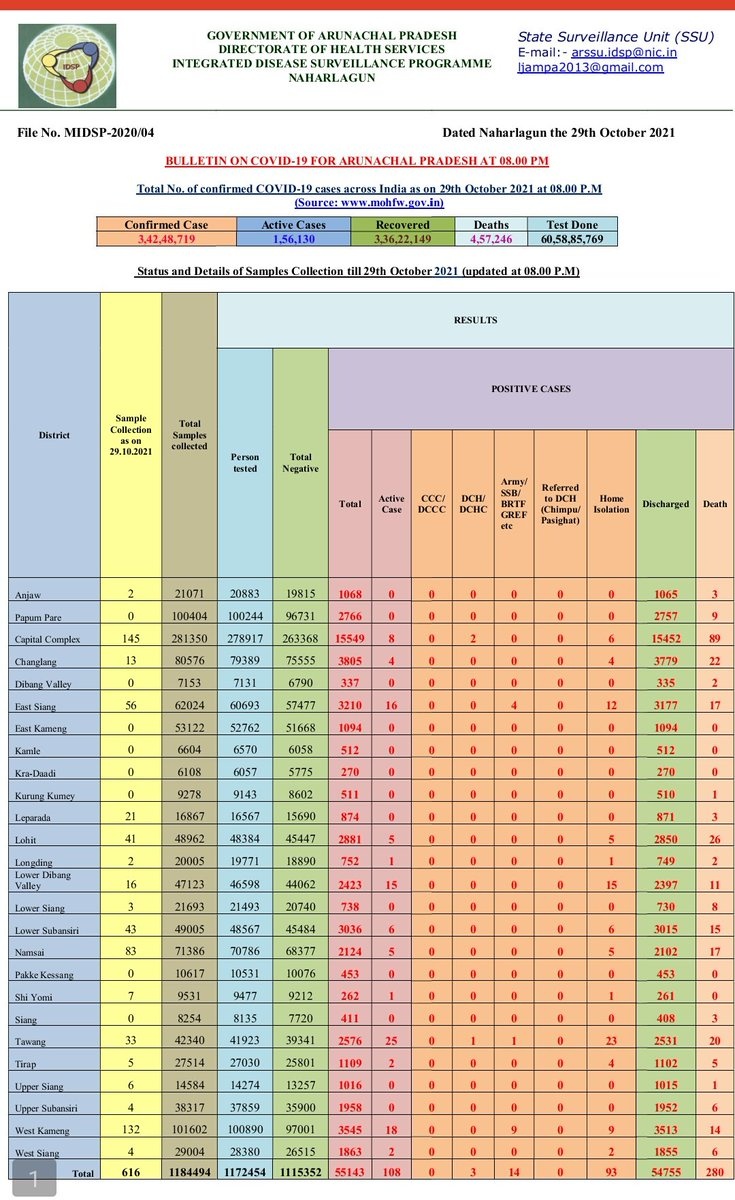 IDSP
GOVERNMENT OF ARUNACHAL PRADESH
DIRECTORATE OF HEALTH SERVICES
INTEGRATED DISEASE SURVEILLANCE PROGRAMME
NAHARLAGUN
State Surveillance Unit (SSU)
E-mail:- arssu.idsp@nic.in
ljampa2013@gmail.com
File No. MIDSP-2020/04 Dated Naharlagun the 29th October 2021
BULLETIN ON COVID-19 FOR ARUNACHAL PRADESH AT 08.00 PM
Total No. of confirmed COVID-19 cases across India as on 29th October 2021 at 08.00 P.M
(Source: www.mohfw.gov.in)
Confirmed Case Active Cases Recovered Deaths Test Done
3,42,48,719 1,56,130 3,36,22,149 4,57,246 60,58,85,769
Status and Details of Samples Collection till 29th October 2021 (updated at 08.00 P.M)
RESULTS
POSITIVE CASES
District
Sample
Collection
as on
29.10.2021
Total
Samples
collected
Person
tested
Total
Negative
Total
Active
Case
CCC/
DCCC
DCH/
DCHC
Army/
SSB/
BRTF
GREF
etc
Referred
to DCH
(Chimpu/
Pasighat)
Home
Isolation
Discharged
Death
Anjaw 2 21071 20883 19815 1068 0 0 0 0 0 0 1065 3
Papum Pare 0 100404 100244 96731 2766 0 0 0 0 0 0 2757 9
Capital Complex 145 281350 278917 263368 15549 8 0 2 0 0 6 15452 89
Changlang 13 80576 79389 75555 3805 4 0 0 0 0 4 3779 22
Dibang Valley 0 7153 7131 6790 337 0 0 0 0 0 0 335 2
East Siang 56 62024 60693 57477 3210 16 0 0 4 0 12 3177 17
East Kameng 0 53122 52762 51668 1094 0 0 0 0 0 0 1094 0
Kamle 0 6604 6570 6058 512 0 0 0 0 0 0 512 0
Kra-Daadi 0 6108 6057 5775 270 0 0 0 0 0 0 270 0
Kurung Kumey 0 9278 9143 8602 511 0 0 0 0 0 0 510 1
Leparada 21 16867 16567 15690 874 0 0 0 0 0 0 871 3
Lohit 41 48962 48384 45447 2881 5 0 0 0 0 5 2850 26
Longding 2 20005 19771 18890 752 1 0 0 0 0 1 749 2
Lower Dibang
Valley 16 47123 46598 44062 2423 15 0 0 0 0 15 2397 11
Lower Siang 3 21693 21493 20740 738 0 0 0 0 0 0 730 8
Lower Subansiri 43 49005 48567 45484 3036 6 0 0 0 0 6 3015 15
Namsai 83 71386 70786 68377 2124 5 0 0 0 0 5 2102 17
Pakke Kessang 0 10617 10531 10076 453 0 0 0 0 0 0 453 0
Shi Yomi 7 9531 9477 9212 262 1 0 0 0 0 1 261 0
Siang 0 8254 8135 7720 411 0 0 0 0 0 0 408 3
Tawang 33 42340 41923 39341 2576 25 0 1 1 0 23 2531 20
Tirap 5 27514 27030 25801 1109 2 0 0 0 0 4 1102 5
Upper Siang 6 14584 14274 13257 1016 0 0 0 0 0 0 1015 1
Upper Subansiri 4 38317 37859 35900 1958 0 0 0 0 0 0 1952 6
West Kameng 132 101602 100890 97001 3545 18 0 0 9 0 9 3513 14
West Siang 4 29004 28380 26515 1863 2 0 0 0 0 2 1855 6
Total 616 1184494 1172454 1115352 55143 108 0 3 14 0 93 54755 280
1